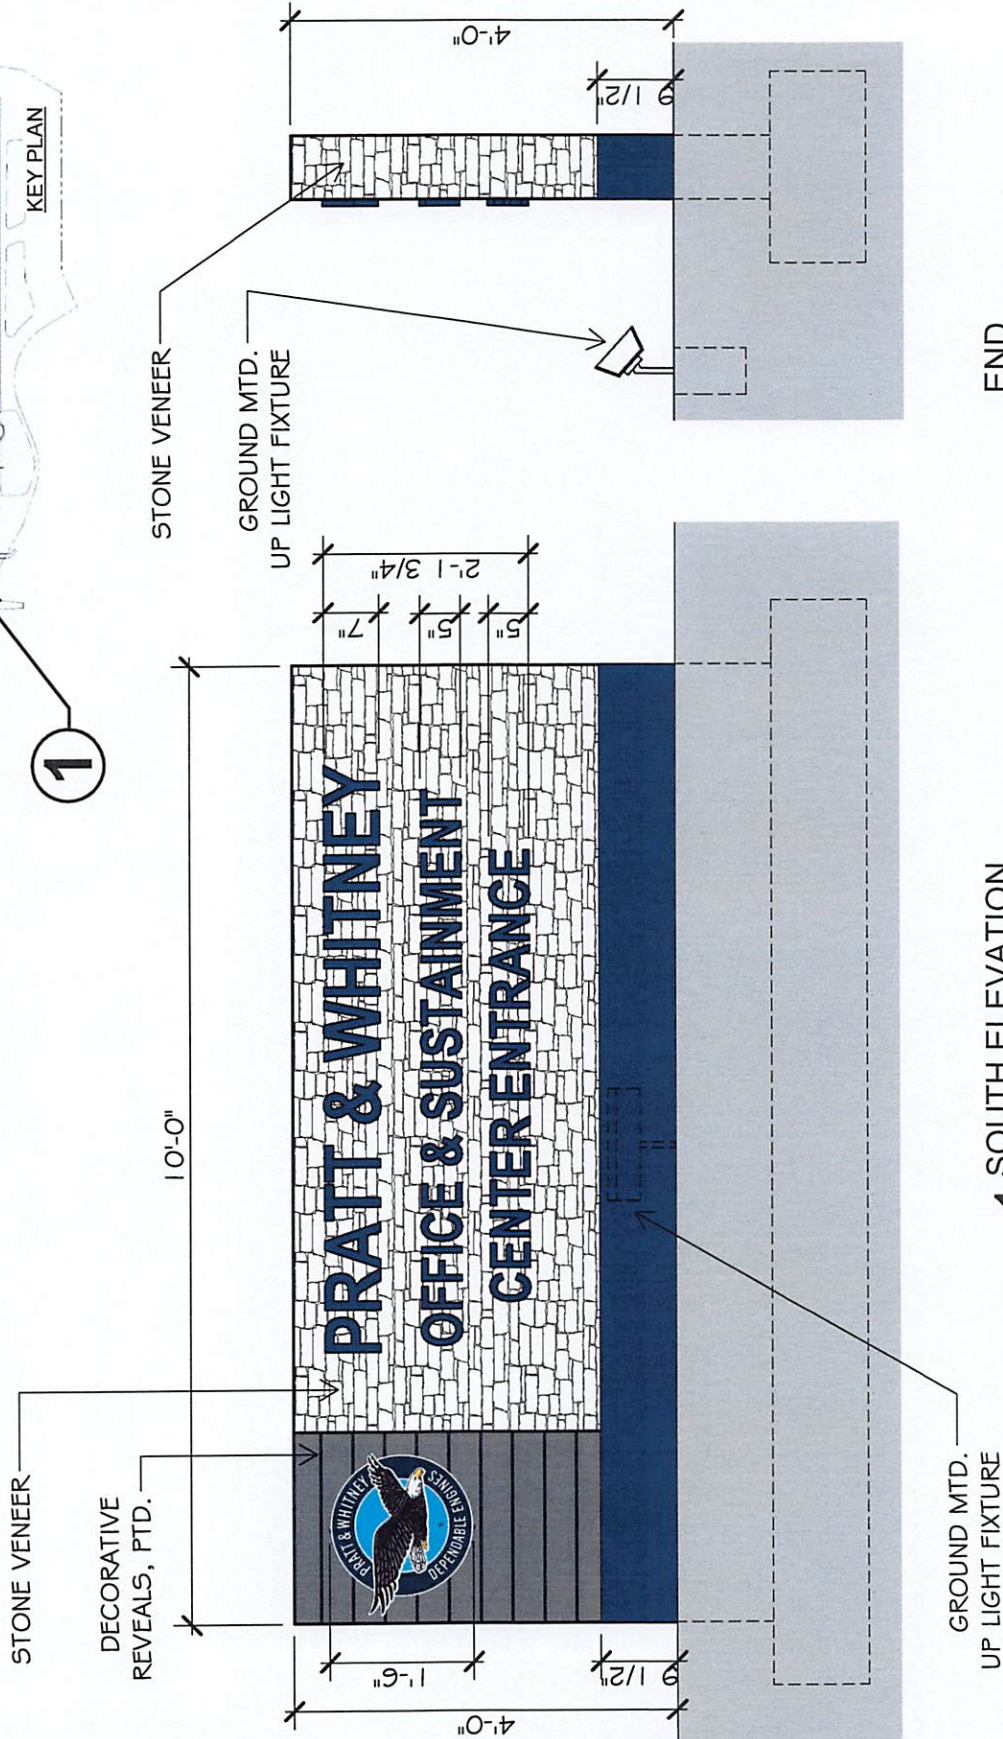 KEY PLAN
1
STONE VENEER
DECORATIVE
REVEALS, PTD.
10'-0"
4'-0"
1'-6"
9 1/2"
PRATT & WHITNEY
DEPENDABLE ENGINES
PRATT & WHITNEY
OFFICE & SUSTAINMENT
CENTER ENTRANCE
7"
5"
5"
2'-1 3/4"
GROUND MTD.
UP LIGHT FIXTURE
STONE VENEER
GROUND MTD.
UP LIGHT FIXTURE
4'-0"
9 1/2"
SOUTH ELEVATION
END